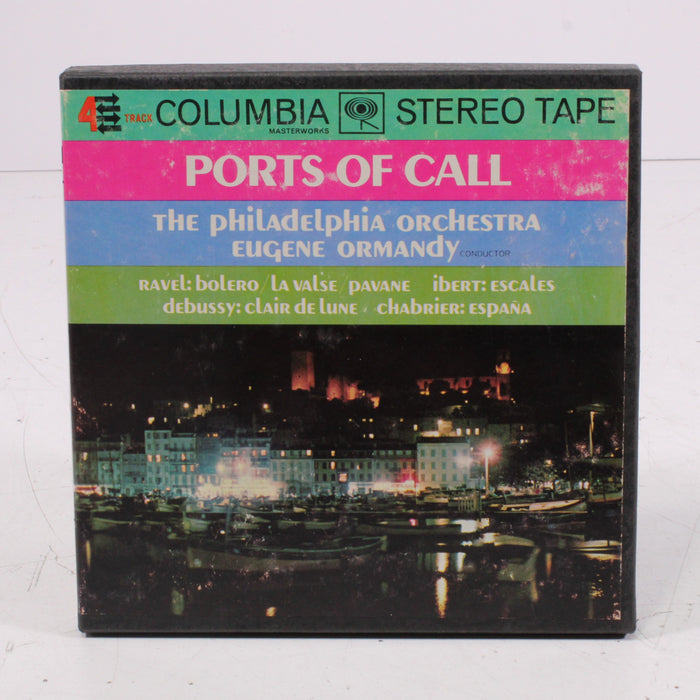 4 TRACK COLUMBIA STEREO TAPE
MASTERWORKS
PORTS OF CALL
THE PHILADELPHIA ORCHESTRA
EUGENE ORMANDY CONDUCTOR
RAVEL: BOLERO / LA VALSE / PAVANE IBERT: ESCALES
DEBUSSY: CLAIR DE LUNE / CHABRIER: ESPAÑA